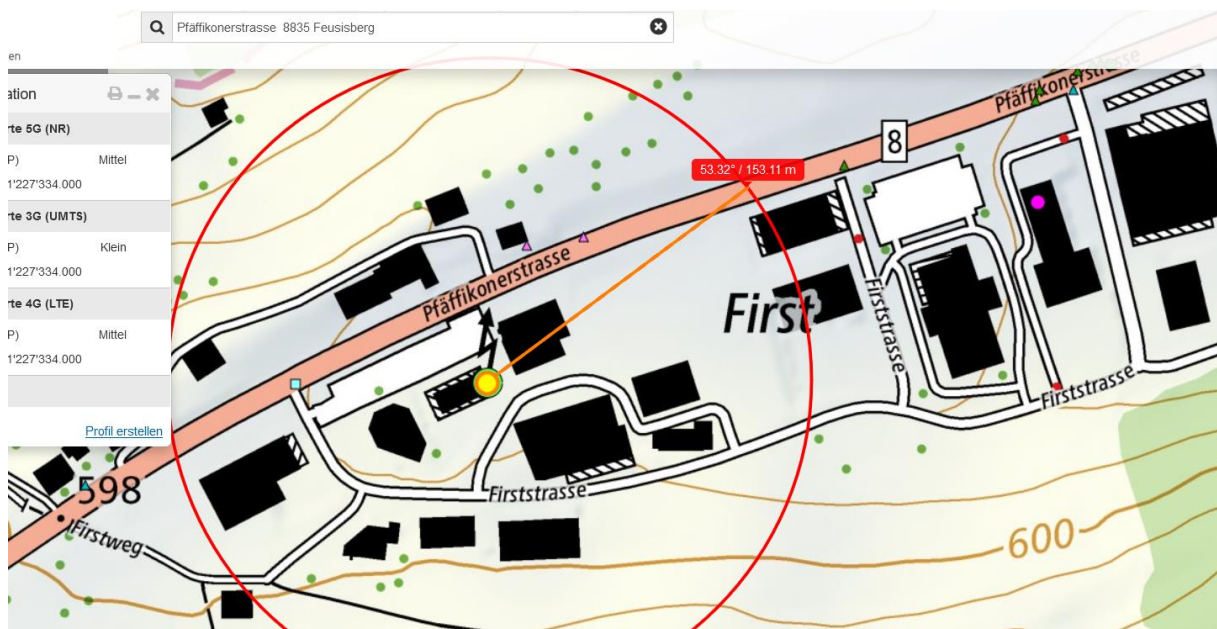 Pfäffikonerstrasse 8835 Feusisberg
en
ation
rte 5G (NR)
P) Mittel
1'227'334.000
rte 3G (UMTS)
P) Klein
1'227'334.000
rte 4G (LTE)
P) Mittel
1'227'334.000
Profil erstellen
Pfäffikonerstrasse
8
53.32° / 153.11 m
Pfäffikonerstrasse
First
Firststrasse
Firststrasse
Firststrasse
598
Firstweg
600